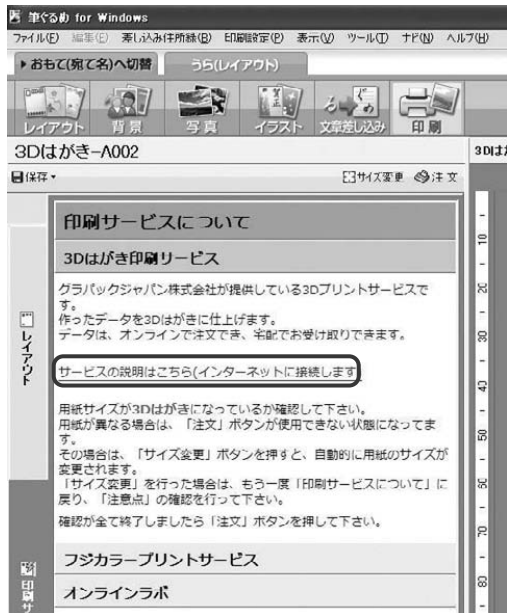 筆ぐるめ for Windows
ファイル(F) 編集(E) 差し込み住所録(B) 印刷設定(P) 表示(V) ツール(T) ナビ(N) ヘルプ(H)
▶おもて(宛て名)へ切替 うら(レイアウト)
レイアウト 背景 写真 イラスト 文章差し込み 印刷
3Dはがき-A002
3Dは
保存▾ サイズ変更 注文
印刷サービスについて
3Dはがき印刷サービス
グラパックジャパン株式会社が提供している3Dプリントサービスで
す。
作ったデータを3Dはがきに仕上げます。
データは、オンラインで注文でき、宅配でお受け取りできます。
サービスの説明はこちら(インターネットに接続します
用紙サイズが3Dはがきになっているか確認して下さい。
用紙が異なる場合は、「注文」ボタンが使用できない状態になってま
す。
その場合は、「サイズ変更」ボタンを押すと、自動的に用紙のサイズが
変更されます。
「サイズ変更」を行った場合は、もう一度「印刷サービスについて」に
戻り、「注意点」の確認を行って下さい。
確認が全て終了しましたら「注文」ボタンを押して下さい。
フジカラープリントサービス
オンラインラボ
レイアウト
印刷サ
10
20
30
40
50
60
70
80